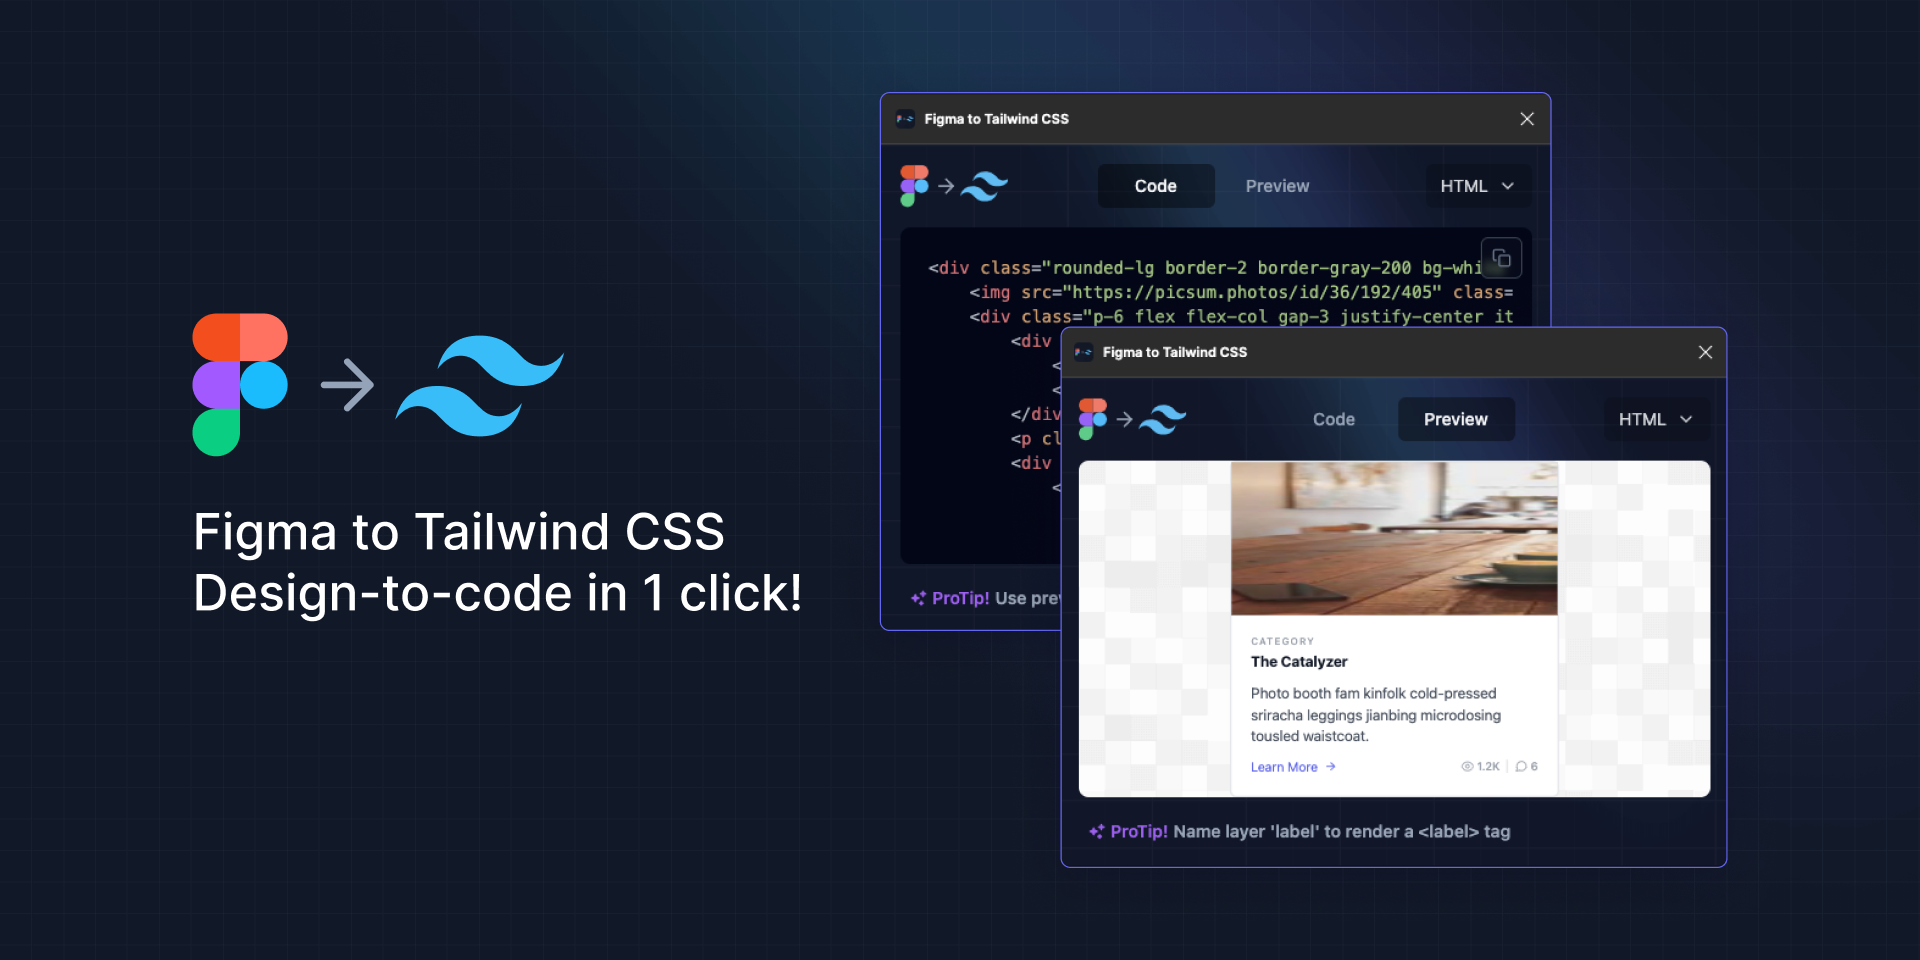 Figma to Tailwind CSS
Design-to-code in 1 click!
Figma to Tailwind CSS
Code
Preview
HTML
<div class="rounded-lg border-2 border-gray-200 bg-whi
<img src="https://picsum.photos/id/36/192/405" class=
<div class="p-6 flex flex-col gap-3 justify-center it
<div
<
<
</div
<p cl
<div
<
ProTip! Use prev
Figma to Tailwind CSS
Code
Preview
HTML
CATEGORY
The Catalyzer
Photo booth fam kinfolk cold-pressed
sriracha leggings jianbing microdosing
tousled waistcoat.
Learn More →
1.2K
6
ProTip! Name layer 'label' to render a <label> tag